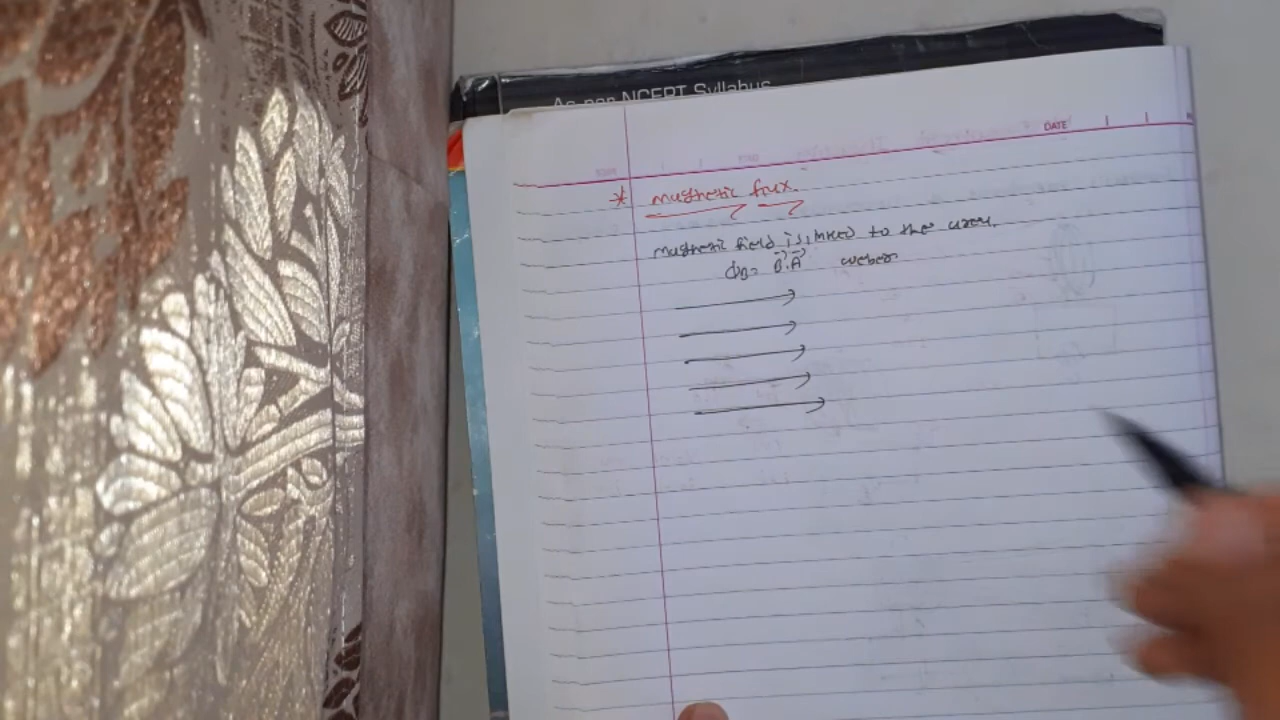 As per NCERT Syllabus
DATE
* magnetic flux.
magnetic field is linked to the area.
ϕB = B⃗.A⃗ weber